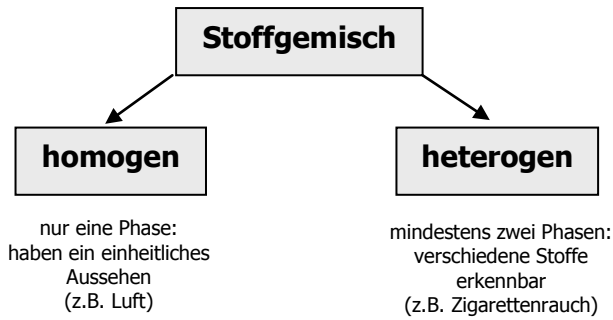 Stoffgemisch
homogen
heterogen
nur eine Phase:
haben ein einheitliches
Aussehen
(z.B. Luft)
mindestens zwei Phasen:
verschiedene Stoffe
erkennbar
(z.B. Zigarettenrauch)